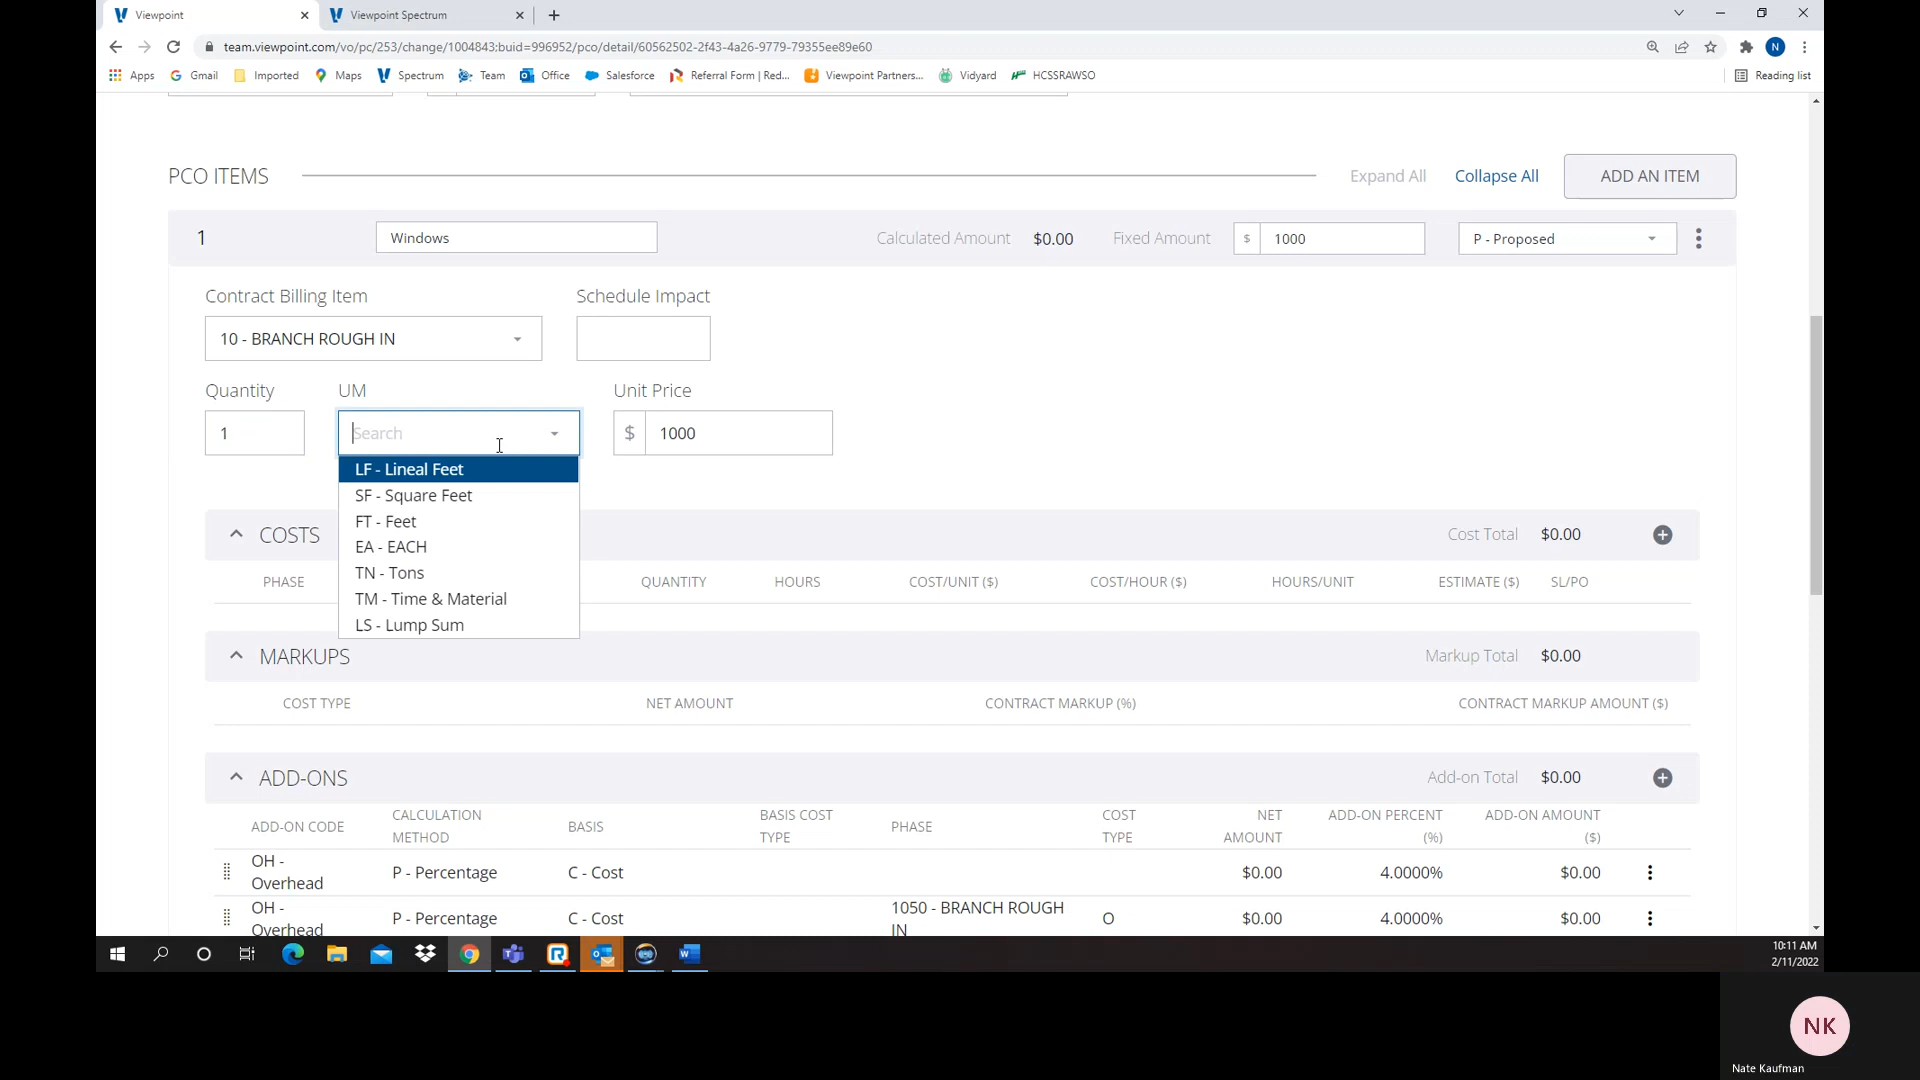 Viewpoint
Viewpoint Spectrum
team.viewpoint.com/vo/pc/253/change/1004843;buid=996952/pco/detail/60562502-2f43-4a26-9779-79355ee89e60
N
Apps
Gmail
Imported
Maps
Spectrum
Team
Office
Salesforce
Referral Form | Red...
Viewpoint Partners...
Vidyard
HCSSRAWSO
Reading list
PCO ITEMS
Expand All
Collapse All
ADD AN ITEM
1
Windows
Calculated Amount $0.00
Fixed Amount
$ 1000
P - Proposed
Contract Billing Item
Schedule Impact
10 - BRANCH ROUGH IN
Quantity
UM
Unit Price
1
Search
$ 1000
LF - Lineal Feet
SF - Square Feet
FT - Feet
EA - EACH
TN - Tons
TM - Time & Material
LS - Lump Sum
COSTS
Cost Total $0.00
PHASE
QUANTITY
HOURS
COST/UNIT ($)
COST/HOUR ($)
HOURS/UNIT
ESTIMATE ($)
SL/PO
MARKUPS
Markup Total $0.00
COST TYPE
NET AMOUNT
CONTRACT MARKUP (%)
CONTRACT MARKUP AMOUNT ($)
ADD-ONS
Add-on Total $0.00
ADD-ON CODE
CALCULATION
METHOD
BASIS
BASIS COST
TYPE
PHASE
COST
TYPE
NET
AMOUNT
ADD-ON PERCENT
(%)
ADD-ON AMOUNT
($)
OH -
Overhead
P - Percentage
C - Cost
$0.00
4.0000%
$0.00
OH -
Overhead
P - Percentage
C - Cost
1050 - BRANCH ROUGH
IN
O
$0.00
4.0000%
$0.00
10:11 AM
2/11/2022
NK
Nate Kaufman